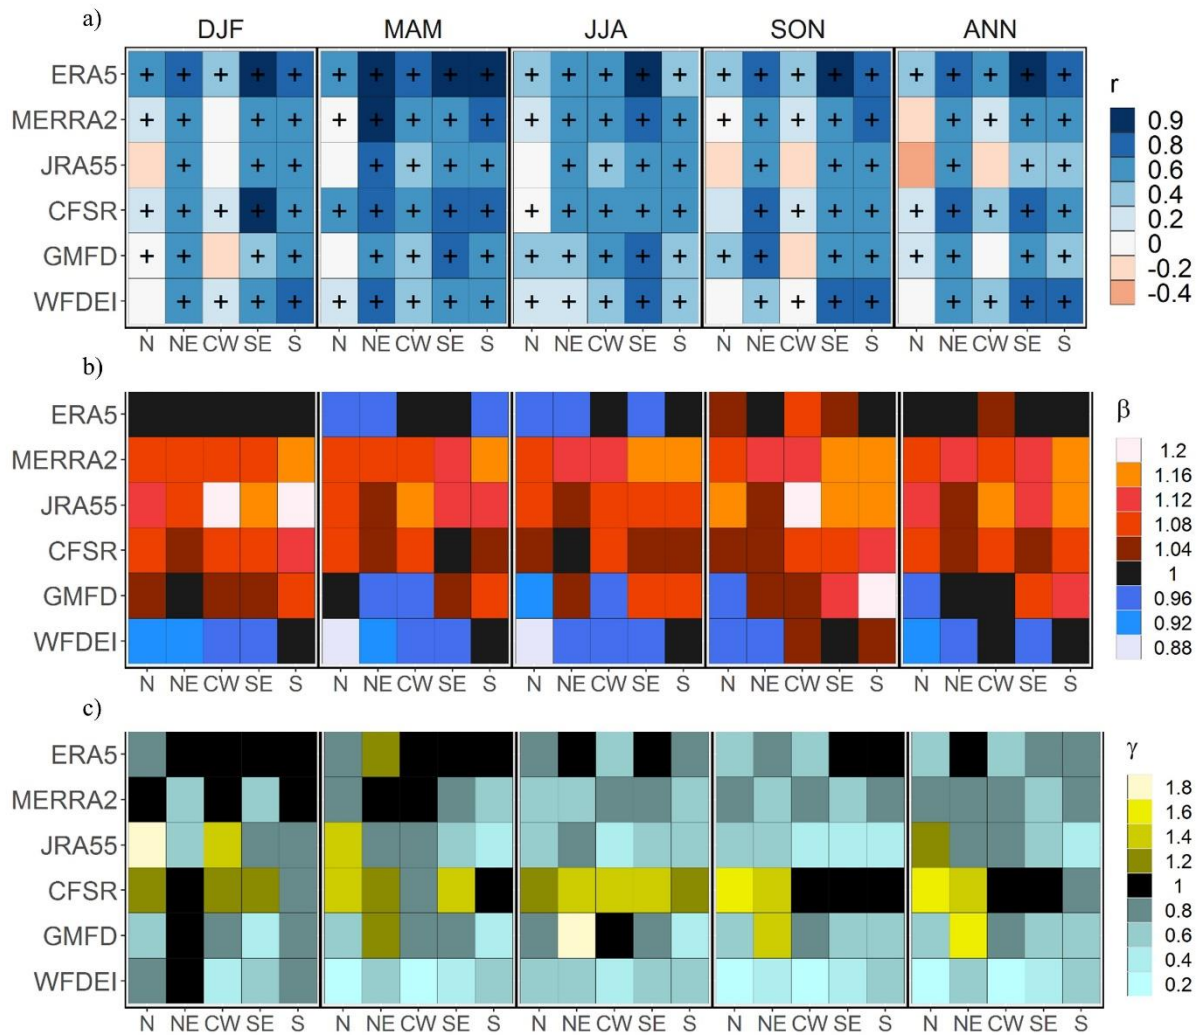 a)
DJF MAM JJA SON ANN
ERA5
MERRA2
JRA55
CFSR
GMFD
WFDEI
N NE CW SE S N NE CW SE S N NE CW SE S N NE CW SE S N NE CW SE S
r
0.9
0.8
0.6
0.4
0.2
0
-0.2
-0.4
b)
ERA5
MERRA2
JRA55
CFSR
GMFD
WFDEI
N NE CW SE S N NE CW SE S N NE CW SE S N NE CW SE S N NE CW SE S
β
1.2
1.16
1.12
1.08
1.04
1
0.96
0.92
0.88
c)
ERA5
MERRA2
JRA55
CFSR
GMFD
WFDEI
N NE CW SE S N NE CW SE S N NE CW SE S N NE CW SE S N NE CW SE S
γ
1.8
1.6
1.4
1.2
1
0.8
0.6
0.4
0.2